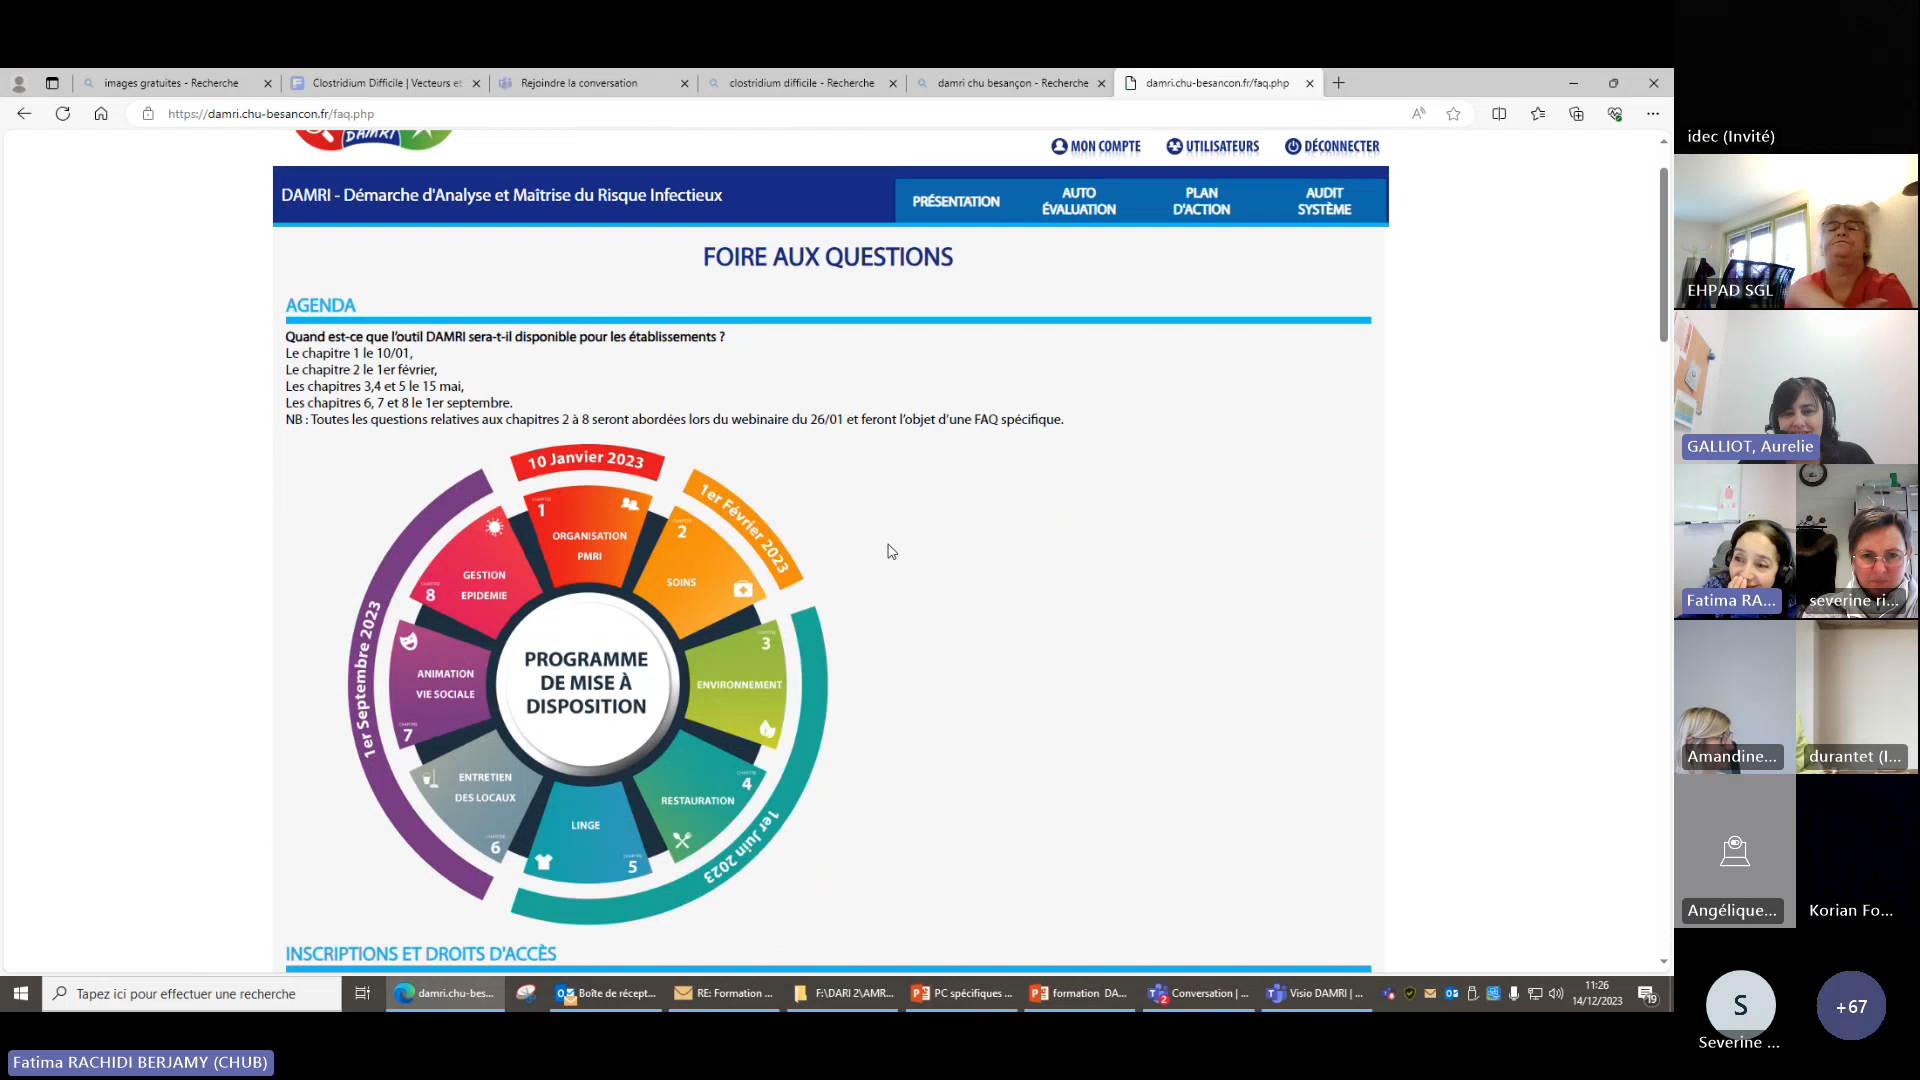 images gratuites - Recherche
Clostridium Difficile | Vecteurs et
Rejoindre la conversation
clostridium difficile - Recherche
damri chu besançon - Recherche
damri.chu-besancon.fr/faq.php
https://damri.chu-besancon.fr/faq.php
DAMRI
MON COMPTE
UTILISATEURS
DÉCONNECTER
DAMRI - Démarche d'Analyse et Maîtrise du Risque Infectieux
PRÉSENTATION
AUTO
ÉVALUATION
PLAN
D'ACTION
AUDIT
SYSTÈME
FOIRE AUX QUESTIONS
AGENDA
Quand est-ce que l'outil DAMRI sera-t-il disponible pour les établissements ?
Le chapitre 1 le 10/01,
Le chapitre 2 le 1er février,
Les chapitres 3,4 et 5 le 15 mai,
Les chapitres 6, 7 et 8 le 1er septembre.
NB : Toutes les questions relatives aux chapitres 2 à 8 seront abordées lors du webinaire du 26/01 et feront l'objet d'une FAQ spécifique.
10 Janvier 2023
1er Février 2023
1er Juin 2023
1er Septembre 2023
CHAPITRE
1
ORGANISATION
PMRI
CHAPITRE
2
SOINS
CHAPITRE
3
ENVIRONNEMENT
CHAPITRE
4
RESTAURATION
LINGE
CHAPITRE
5
ENTRETIEN
DES LOCAUX
CHAPITRE
6
ANIMATION
VIE SOCIALE
CHAPITRE
7
GESTION
EPIDEMIE
CHAPITRE
8
PROGRAMME
DE MISE À
DISPOSITION
INSCRIPTIONS ET DROITS D'ACCÈS
Tapez ici pour effectuer une recherche
damri.chu-bes...
Boîte de récept...
RE: Formation ...
F:\DARI 2\AMR...
PC spécifiques ...
formation DA...
Conversation | ...
Visio DAMRI | ...
11:26
14/12/2023
19
idec (Invité)
EHPAD SGL
GALLIOT, Aurelie
Fatima RA...
severine ri...
Amandine...
durantet (I...
Angélique...
Korian Fo...
S
Severine ...
+67
Fatima RACHIDI BERJAMY (CHUB)